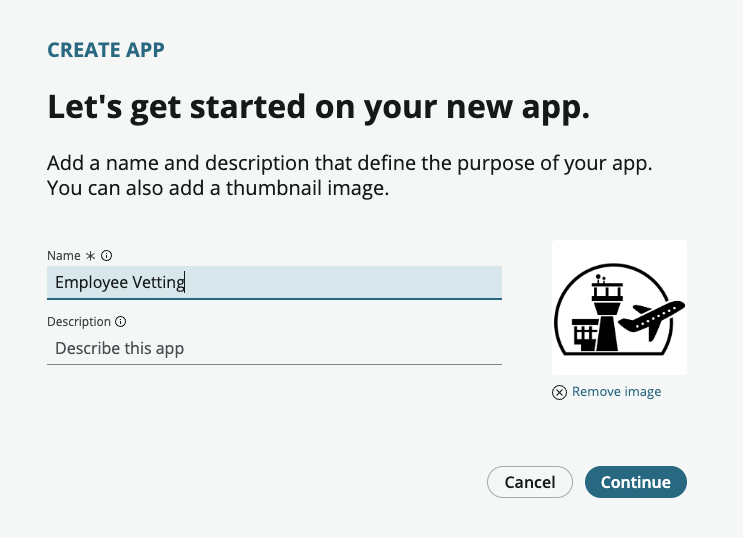 CREATE APP
Let's get started on your new app.
Add a name and description that define the purpose of your app.
You can also add a thumbnail image.
Name *
Employee Vetting
Description
Describe this app
Remove image
Cancel
Continue